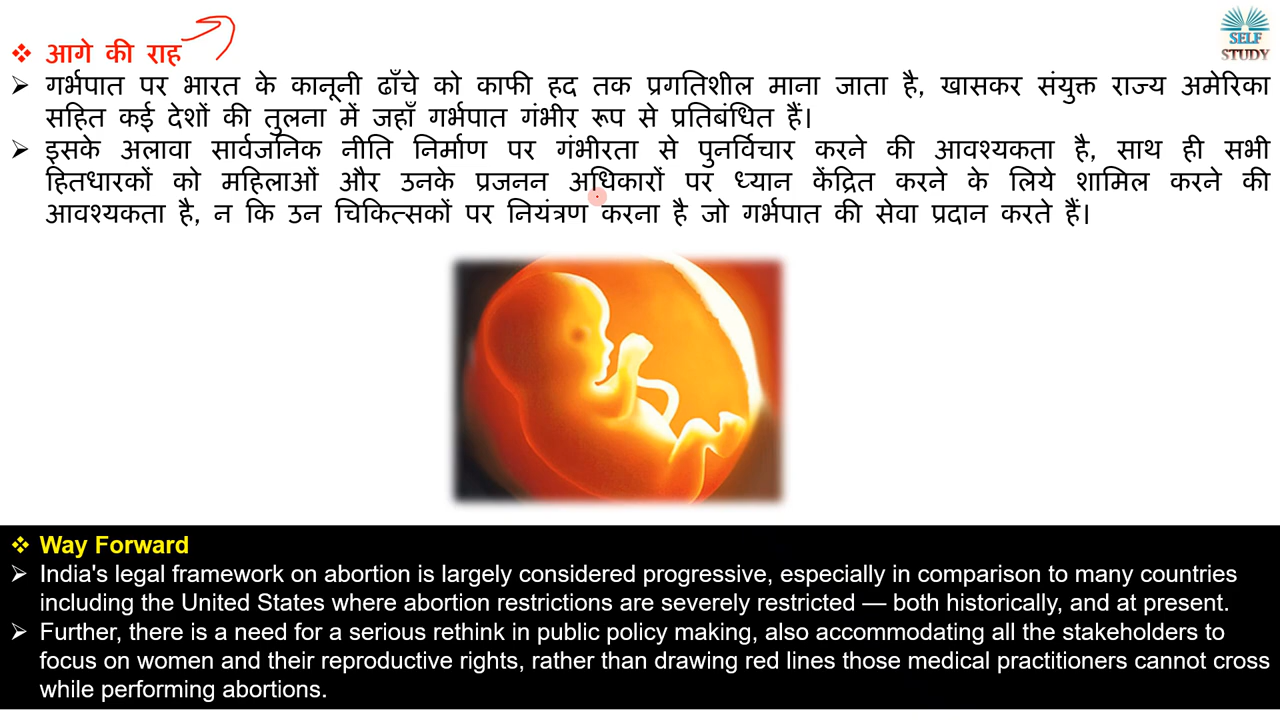 SELF
STUDY
❖ आगे की राह
➢ गर्भपात पर भारत के कानूनी ढाँचे को काफी हद तक प्रगतिशील माना जाता है, खासकर संयुक्त राज्य अमेरिका
सहित कई देशों की तुलना में जहाँ गर्भपात गंभीर रूप से प्रतिबंधित हैं।
➢ इसके अलावा सार्वजनिक नीति निर्माण पर गंभीरता से पुनर्विचार करने की आवश्यकता है, साथ ही सभी
हितधारकों को महिलाओं और उनके प्रजनन अधिकारों पर ध्यान केंद्रित करने के लिये शामिल करने की
आवश्यकता है, न कि उन चिकित्सकों पर नियंत्रण करना है जो गर्भपात की सेवा प्रदान करते हैं।
❖ Way Forward
➢ India's legal framework on abortion is largely considered progressive, especially in comparison to many countries
including the United States where abortion restrictions are severely restricted — both historically, and at present.
➢ Further, there is a need for a serious rethink in public policy making, also accommodating all the stakeholders to
focus on women and their reproductive rights, rather than drawing red lines those medical practitioners cannot cross
while performing abortions.